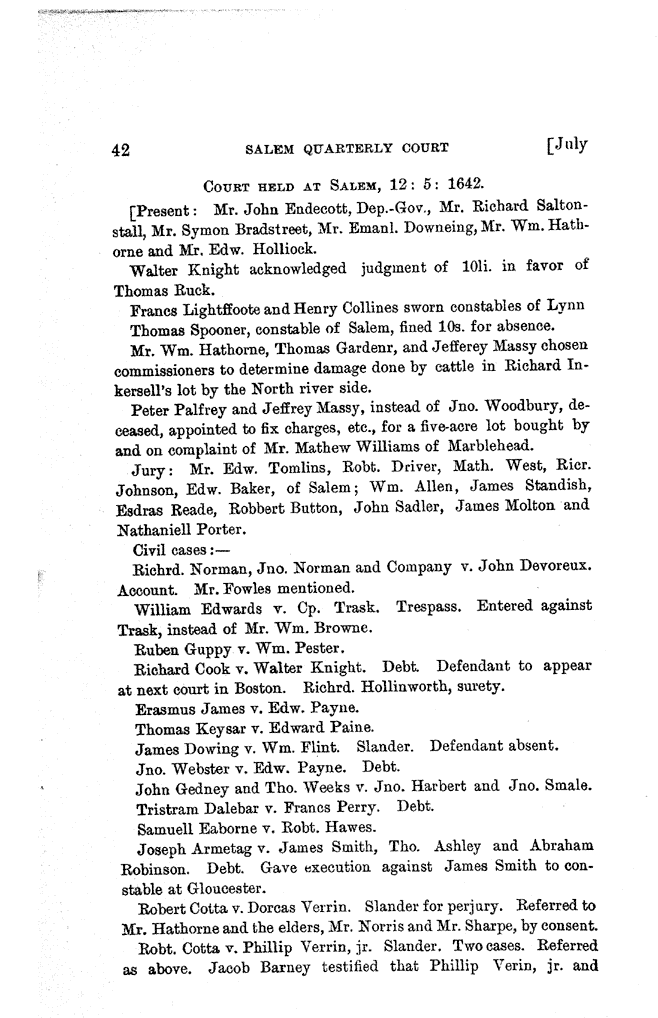 42 SALEM QUARTERLY COURT [July
COURT HELD AT SALEM, 12: 5: 1642.
[Present: Mr. John Endecott, Dep.-Gov., Mr. Richard Salton-
stall, Mr. Symon Bradstreet, Mr. Emanl. Downeing, Mr. Wm. Hath-
orne and Mr. Edw. Holliock.
Walter Knight acknowledged judgment of 10li. in favor of
Thomas Ruck.
Francs Lightffoote and Henry Collines sworn constables of Lynn
Thomas Spooner, constable of Salem, fined 10s. for absence.
Mr. Wm. Hathorne, Thomas Gardenr, and Jefferey Massy chosen
commissioners to determine damage done by cattle in Richard In-
kersell's lot by the North river side.
Peter Palfrey and Jeffrey Massy, instead of Jno. Woodbury, de-
ceased, appointed to fix charges, etc., for a five-acre lot bought by
and on complaint of Mr. Mathew Williams of Marblehead.
Jury: Mr. Edw. Tomlins, Robt. Driver, Math. West, Ricr.
Johnson, Edw. Baker, of Salem; Wm. Allen, James Standish,
Esdras Reade, Robbert Button, John Sadler, James Molton and
Nathaniell Porter.
Civil cases:—
Richrd. Norman, Jno. Norman and Company v. John Devoreux.
Account. Mr. Fowles mentioned.
William Edwards v. Cp. Trask. Trespass. Entered against
Trask, instead of Mr. Wm. Browne.
Ruben Guppy v. Wm. Pester.
Richard Cook v. Walter Knight. Debt. Defendant to appear
at next court in Boston. Richrd. Hollinworth, surety.
Erasmus James v. Edw. Payne.
Thomas Keysar v. Edward Paine.
James Dowing v. Wm. Flint. Slander. Defendant absent.
Jno. Webster v. Edw. Payne. Debt.
John Gedney and Tho. Weeks v. Jno. Harbert and Jno. Smale.
Tristram Dalebar v. Francs Perry. Debt.
Samuell Eaborne v. Robt. Hawes.
Joseph Armetag v. James Smith, Tho. Ashley and Abraham
Robinson. Debt. Gave execution against James Smith to con-
stable at Gloucester.
Robert Cotta v. Dorcas Verrin. Slander for perjury. Referred to
Mr. Hathorne and the elders, Mr. Norris and Mr. Sharpe, by consent.
Robt. Cotta v. Phillip Verrin, jr. Slander. Two cases. Referred
as above. Jacob Barney testified that Phillip Verin, jr. and